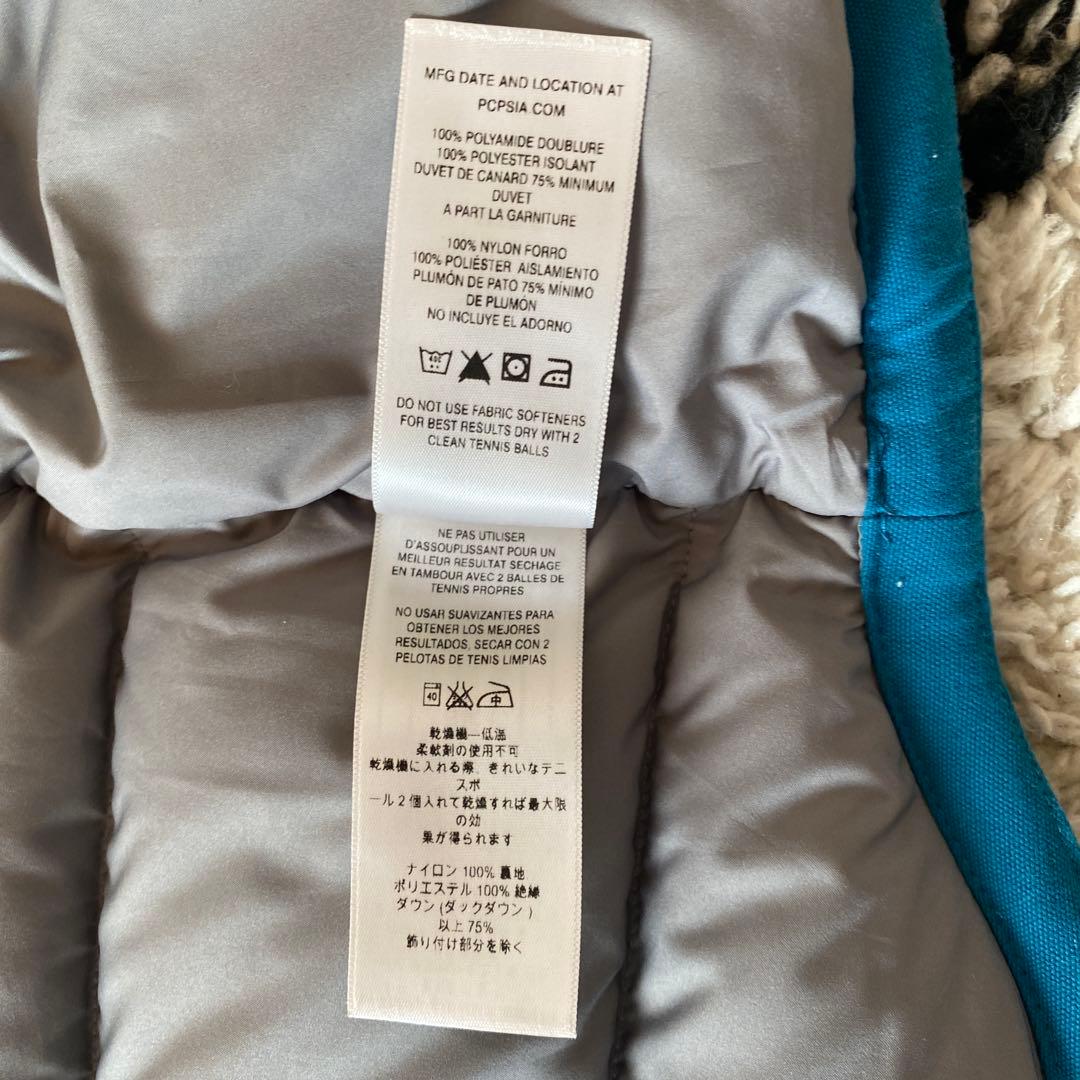 MFG DATE AND LOCATION AT
PCPSIA.COM
100% POLYAMIDE DOUBLURE
100% POLYESTER ISOLANT
DUVET DE CANARD 75% MINIMUM
DUVET
A PART LA GARNITURE
100% NYLON FORRO
100% POLIÉSTER AISLAMIENTO
PLUMÓN DE PATO 75% MÍNIMO
DE PLUMÓN
NO INCLUYE EL ADORNO
40
DO NOT USE FABRIC SOFTENERS
FOR BEST RESULTS DRY WITH 2
CLEAN TENNIS BALLS
NE PAS UTILISER
D'ASSOUPLISSANT POUR UN
MEILLEUR RESULTAT SECHAGE
EN TAMBOUR AVEC 2 BALLES DE
TENNIS PROPRES
NO USAR SUAVIZANTES PARA
OBTENER LOS MEJORES
RESULTADOS, SECAR CON 2
PELOTAS DE TENIS LIMPIAS
40 中
乾燥機—低温
柔軟剤の使用不可
乾燥機に入れる際、きれいなテニ
スボ
ール2個入れて乾燥すれば最大限
の効
果が得られます
ナイロン 100% 裏地
ポリエステル 100% 絶縁
ダウン (ダックダウン )
以上 75%
飾り付け部分を除く